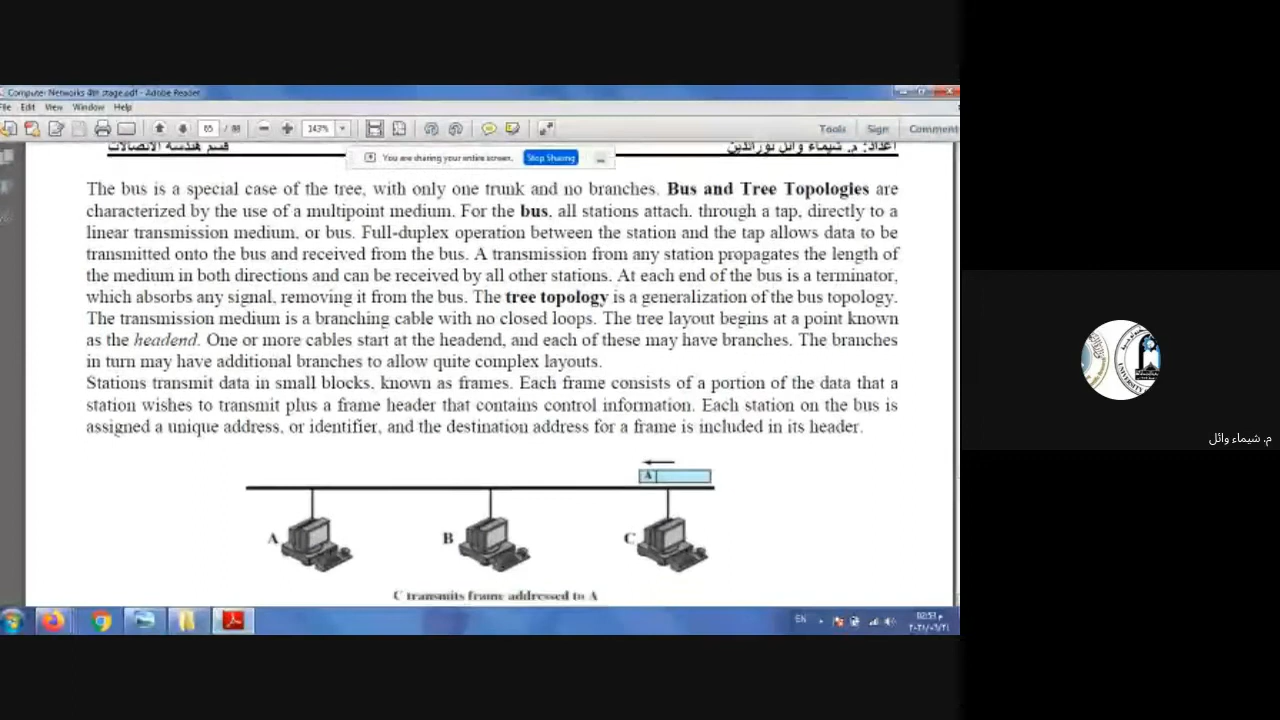 Computer Networks 4th stage.pdf - Adobe Reader
File Edit View Window Help
65 / 88 143% Tools Sign Comment
قسم هندسة الاتصالات
اعداد: م. شيماء وائل نورالدين
You are sharing your entire screen. Stop Sharing
The bus is a special case of the tree, with only one trunk and no branches. Bus and Tree Topologies are
characterized by the use of a multipoint medium. For the bus, all stations attach, through a tap, directly to a
linear transmission medium, or bus. Full-duplex operation between the station and the tap allows data to be
transmitted onto the bus and received from the bus. A transmission from any station propagates the length of
the medium in both directions and can be received by all other stations. At each end of the bus is a terminator,
which absorbs any signal, removing it from the bus. The tree topology is a generalization of the bus topology.
The transmission medium is a branching cable with no closed loops. The tree layout begins at a point known
as the headend. One or more cables start at the headend, and each of these may have branches. The branches
in turn may have additional branches to allow quite complex layouts.
Stations transmit data in small blocks, known as frames. Each frame consists of a portion of the data that a
station wishes to transmit plus a frame header that contains control information. Each station on the bus is
assigned a unique address, or identifier, and the destination address for a frame is included in its header.
A
A B C
C transmits frame addressed to A
EN
02:53 م
م. شيماء وائل